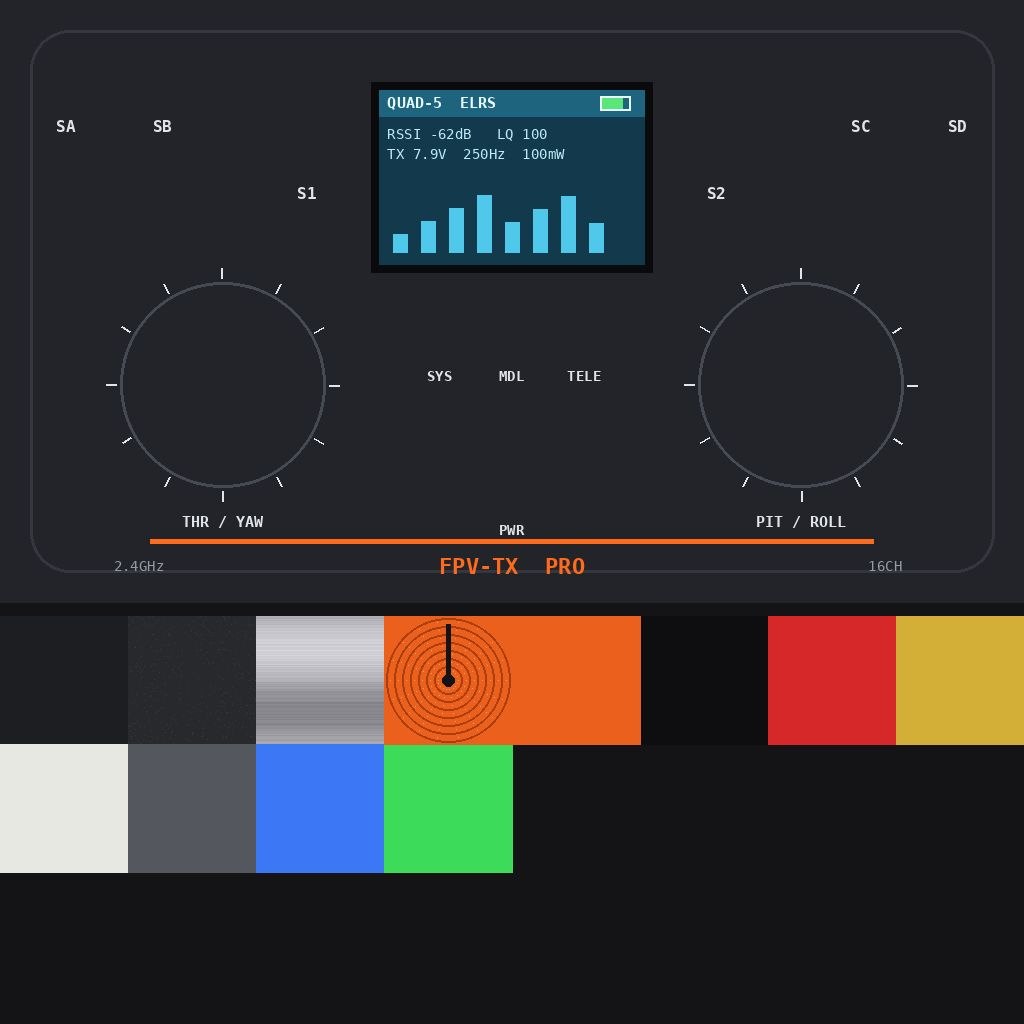 QUAD-5 ELRS
SA SB SC SD
RSSI -62dB LQ 100
TX 7.9V 250Hz 100mW
S1 S2
SYS MDL TELE
THR / YAW PIT / ROLL
PWR
2.4GHz FPV-TX PRO 16CH